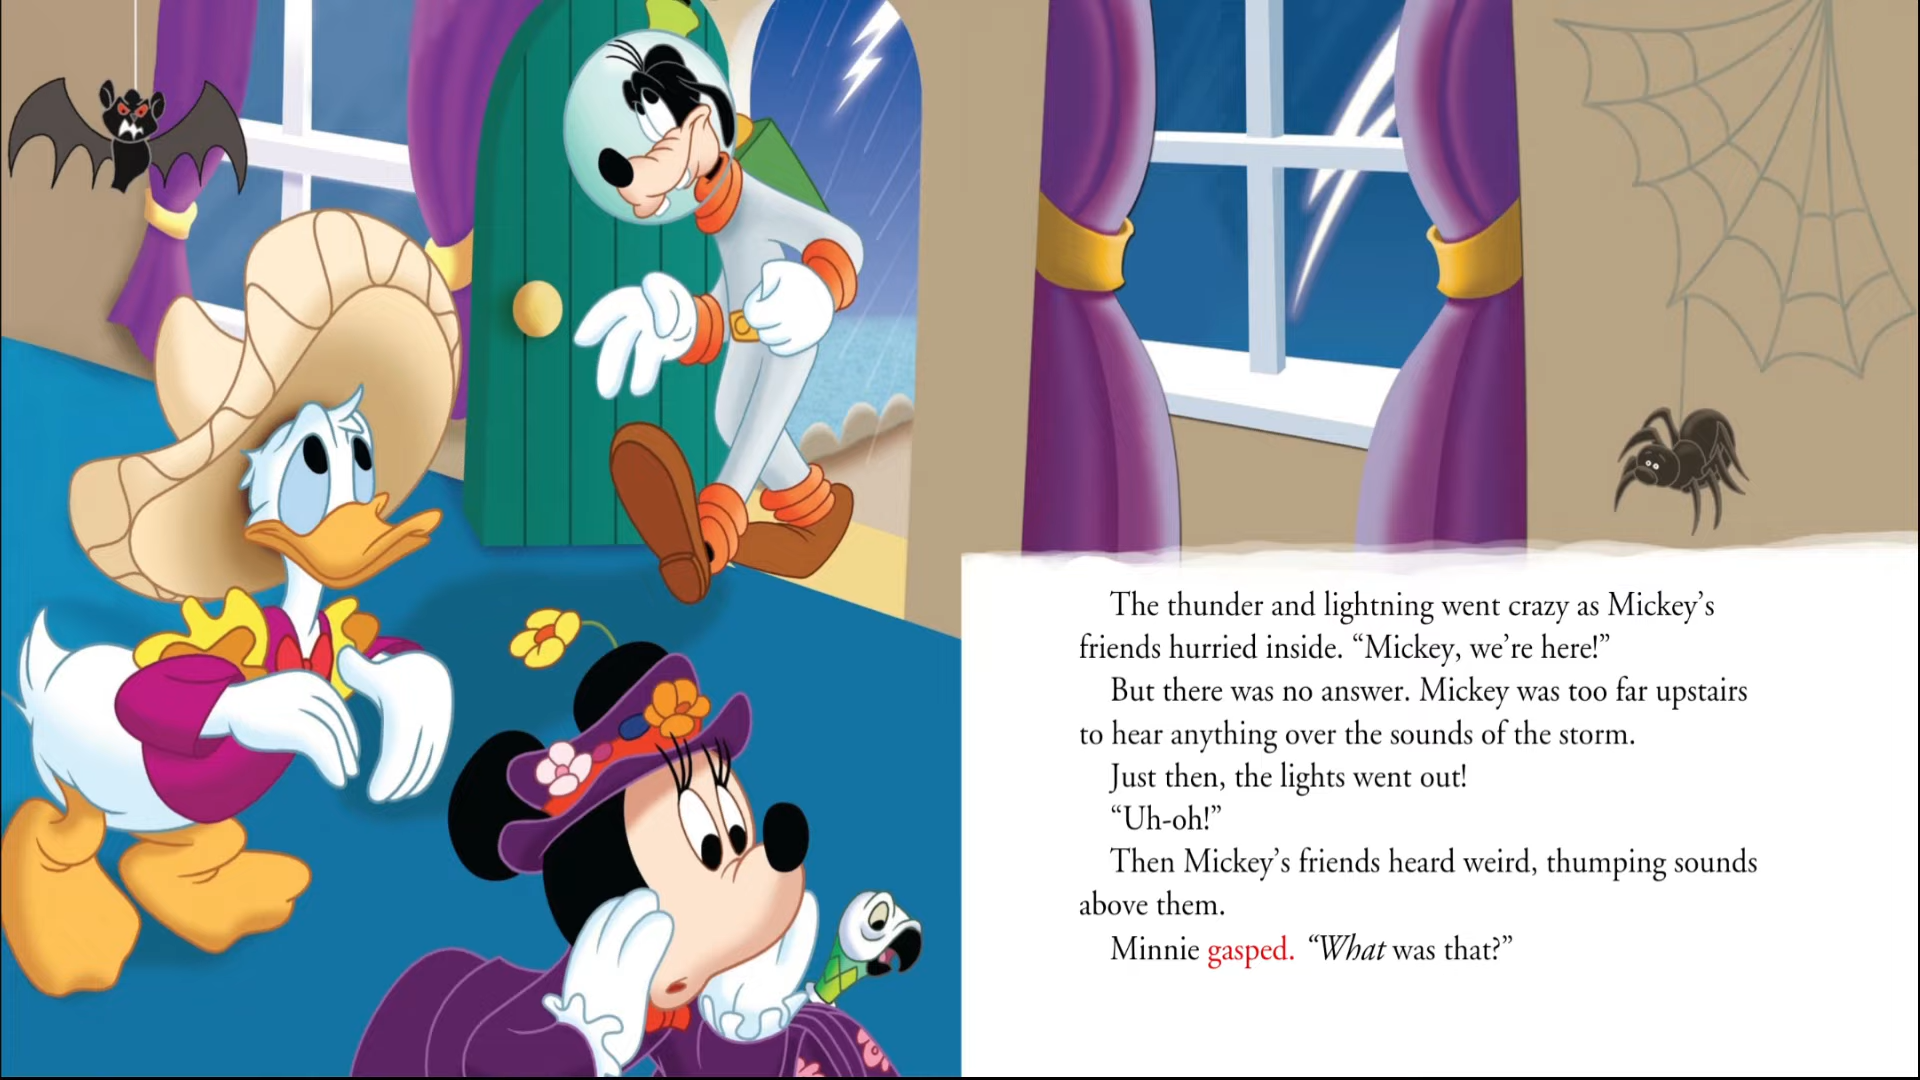 The thunder and lightning went crazy as Mickey’s
friends hurried inside. “Mickey, we’re here!”
But there was no answer. Mickey was too far upstairs
to hear anything over the sounds of the storm.
Just then, the lights went out!
“Uh-oh!”
Then Mickey’s friends heard weird, thumping sounds
above them.
Minnie gasped. “What was that?”